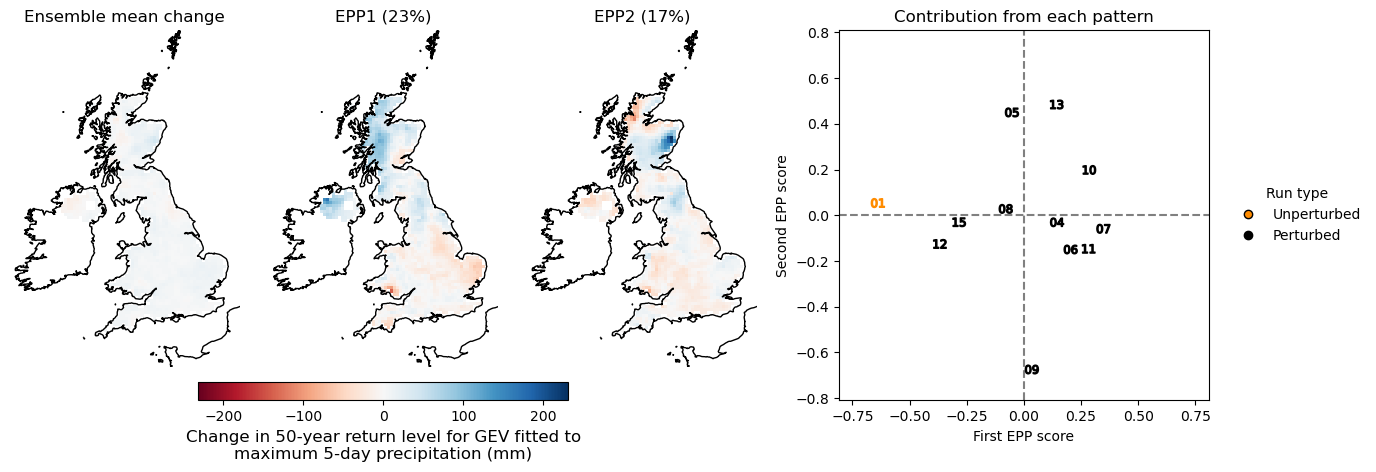 Ensemble mean change
EPP1 (23%)
EPP2 (17%)
−200 −100 0 100 200
Change in 50-year return level for GEV fitted to
maximum 5-day precipitation (mm)
Contribution from each pattern
Second EPP score
0.8
0.6
0.4
0.2
0.0
−0.2
−0.4
−0.6
−0.8
13
05
10
01
08
15
04
07
12
06
11
09
−0.75 −0.50 −0.25 0.00 0.25 0.50 0.75
First EPP score
Run type
Unperturbed
Perturbed